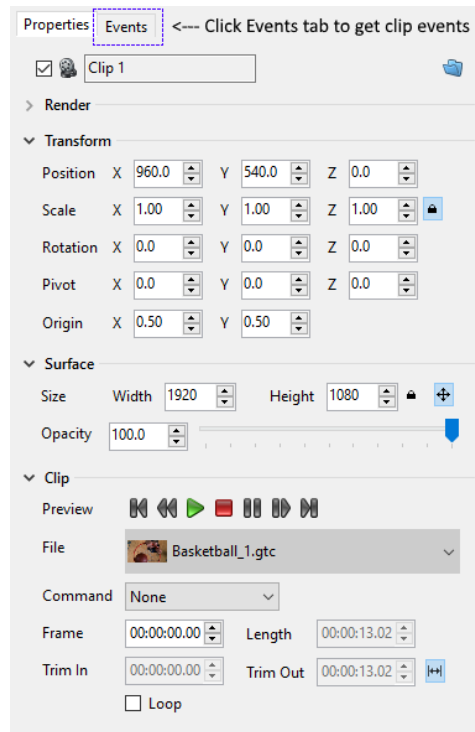 Properties Events <--- Click Events tab to get clip events
Clip 1
Render
Transform
Position X 960.0 Y 540.0 Z 0.0
Scale X 1.00 Y 1.00 Z 1.00
Rotation X 0.0 Y 0.0 Z 0.0
Pivot X 0.0 Y 0.0 Z 0.0
Origin X 0.50 Y 0.50
Surface
Size Width 1920 Height 1080
Opacity 100.0
Clip
Preview
File Basketball_1.gtc
Command None
Frame 00:00:00.00 Length 00:00:13.02
Trim In 00:00:00.00 Trim Out 00:00:13.02
Loop